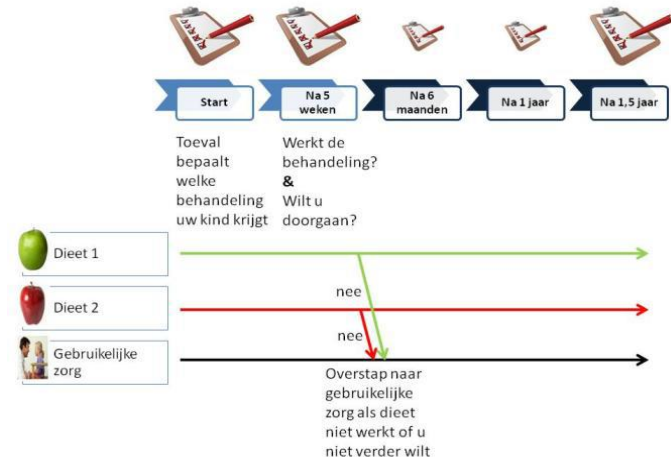 Start
Na 5
weken
Na 6
maanden
Na 1 jaar
Na 1,5 jaar
Toeval
bepaalt
welke
behandeling
uw kind krijgt
Werkt de
behandeling?
&
Wilt u
doorgaan?
Dieet 1
nee
Dieet 2
nee
Gebruikelijke
zorg
Overstap naar
gebruikelijke
zorg als dieet
niet werkt of u
niet verder wilt